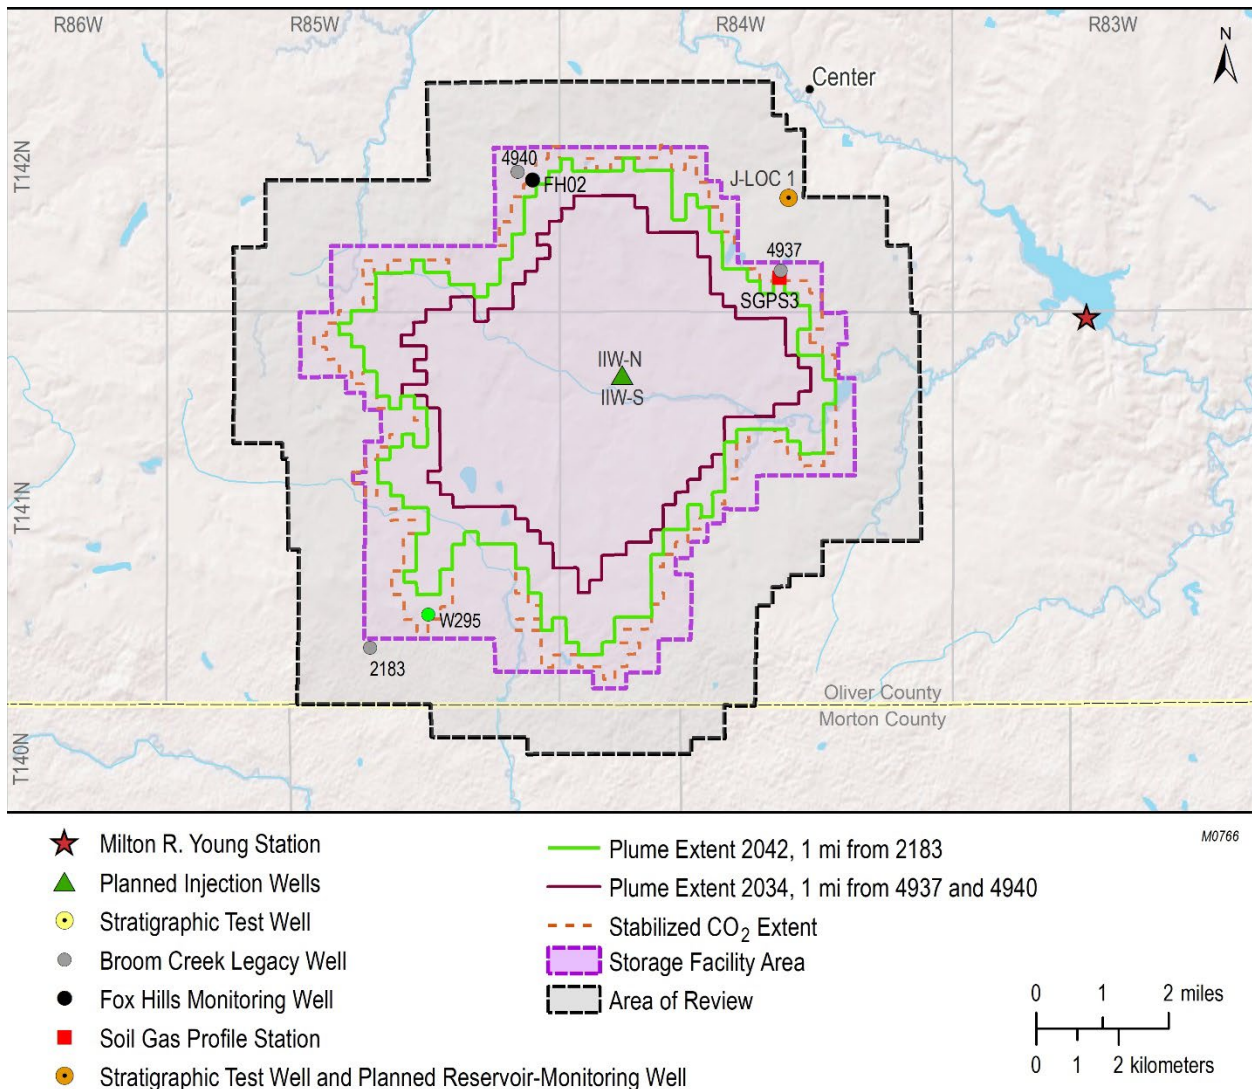 R86W
R85W
R84W
R83W
N
Center
T142N
4940
FH02
J-LOC 1
4937
SGPS3
IIW-N
IIW-S
T141N
W295
2183
Oliver County
Morton County
T140N
M0766
Milton R. Young Station
Planned Injection Wells
Stratigraphic Test Well
Broom Creek Legacy Well
Fox Hills Monitoring Well
Soil Gas Profile Station
Stratigraphic Test Well and Planned Reservoir-Monitoring Well
Plume Extent 2042, 1 mi from 2183
Plume Extent 2034, 1 mi from 4937 and 4940
Stabilized CO2 Extent
Storage Facility Area
Area of Review
0 1 2 miles
0 1 2 kilometers